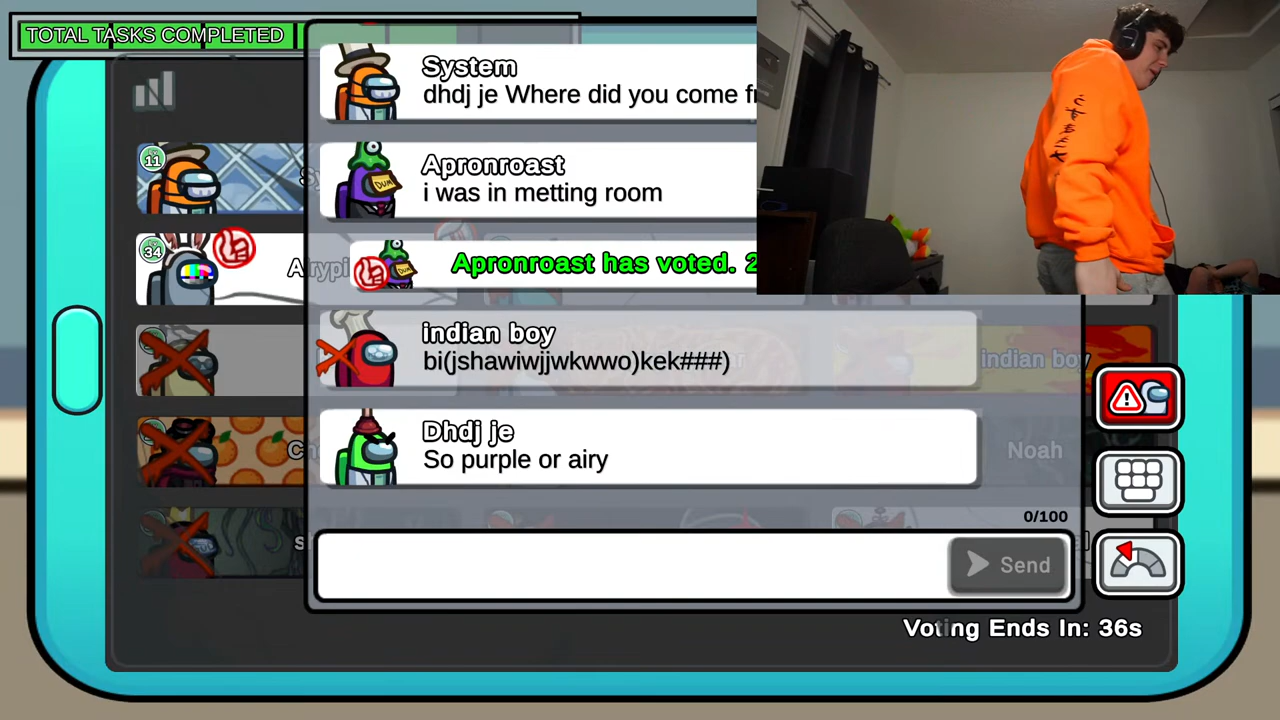 TOTAL TASKS COMPLETED
System
dhdj je Where did you come
Apronroast
i was in metting room
Apronroast has voted. 2
indian boy
bi(jshawiwjjwkwwo)kek###)
Dhdj je
So purple or airy
0/100
Send
Voting Ends In: 36s
11
34
indian boy
Noah
DUM